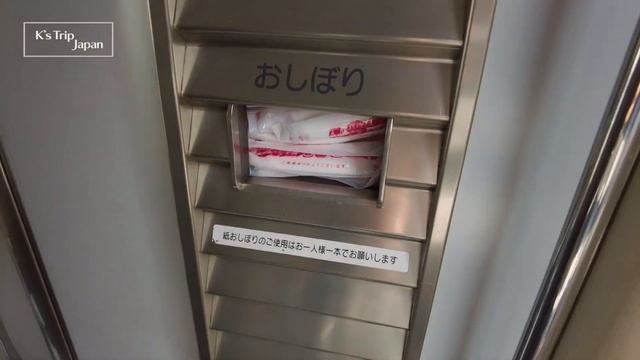 K's Trip
Japan
おしぼり
紙おしぼりのご使用はお一人様一本でお願いします